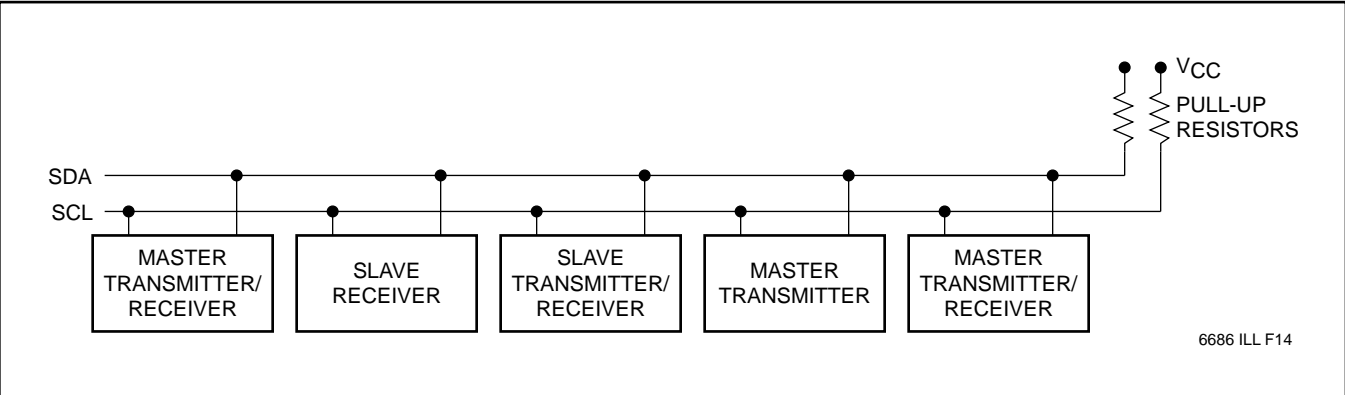 VCC
PULL-UP
RESISTORS
SDA
SCL
MASTER
TRANSMITTER/
RECEIVER
SLAVE
RECEIVER
SLAVE
TRANSMITTER/
RECEIVER
MASTER
TRANSMITTER
MASTER
TRANSMITTER/
RECEIVER
6686 ILL F14